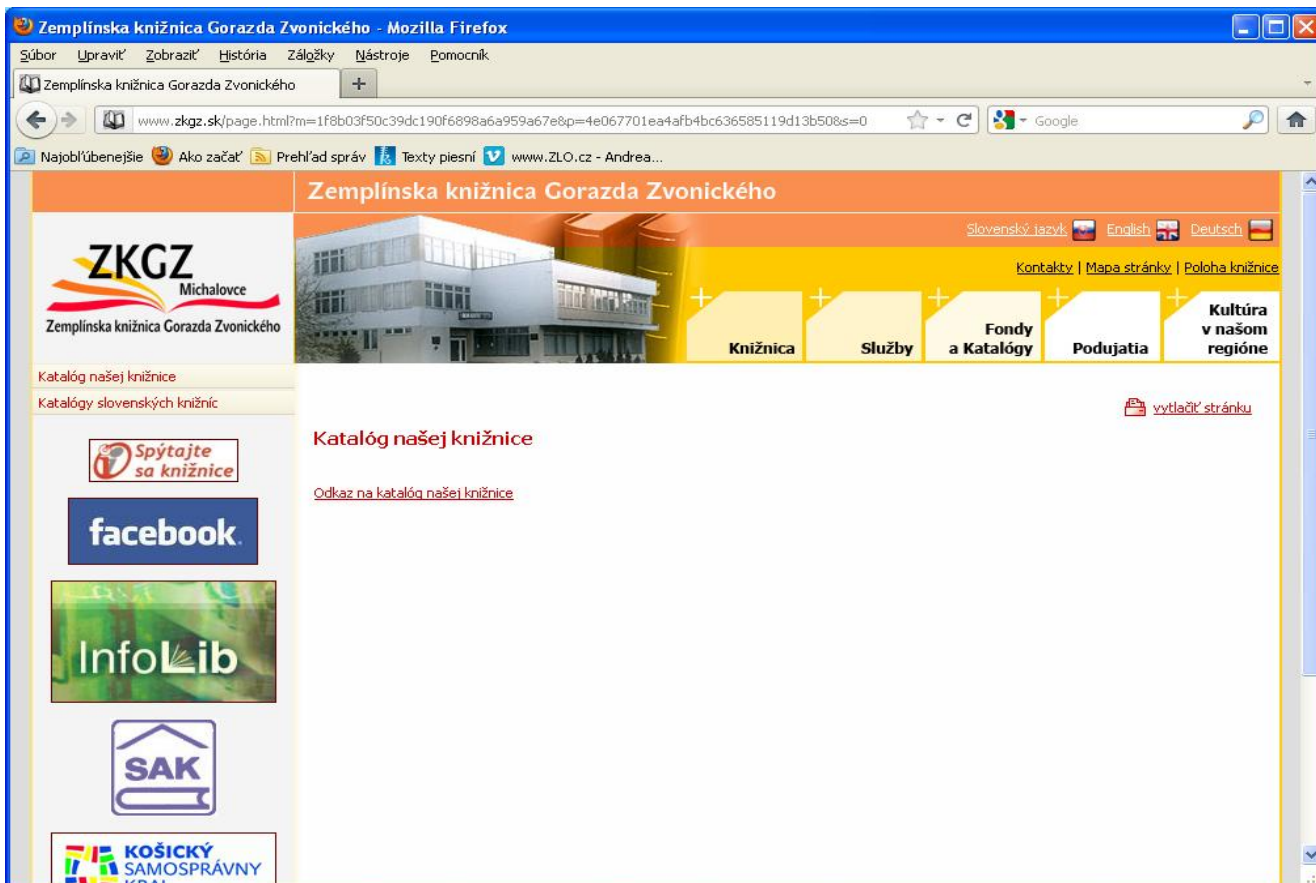 Zemplínska knižnica Gorazda Zvonického - Mozilla Firefox
Súbor Upraviť Zobraziť História Záložky Nástroje Pomocník
Zemplínska knižnica Gorazda Zvonického
www.zkgz.sk/page.html?m=1f8b03f50c39dc190f6898a6a959a67e&p=4e067701ea4afb4bc636585119d13b50&s=0 Google
Najobľúbenejšie Ako začať Prehľad správ Texty piesní www.ZLO.cz - Andrea...
Zemplínska knižnica Gorazda Zvonického
Slovenský jazyk English Deutsch
Kontakty | Mapa stránky | Poloha knižnice
ZKGZ
Michalovce
Zemplínska knižnica Gorazda Zvonického
Knižnica
Služby
Fondy
a Katalógy
Podujatia
Kultúra
v našom
regióne
Katalóg našej knižnice
Katalógy slovenských knižníc
vytlačiť stránku
Katalóg našej knižnice
Odkaz na katalóg našej knižnice
Spýtajte
sa knižnice
facebook.
InfoLib
SAK
KOŠICKÝ
SAMOSPRÁVNY
KRAJ